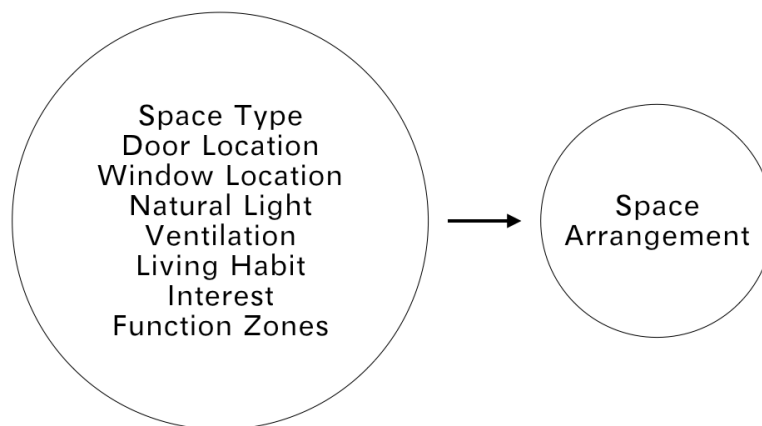 Space Type
Door Location
Window Location
Natural Light
Ventilation
Living Habit
Interest
Function Zones
Space
Arrangement